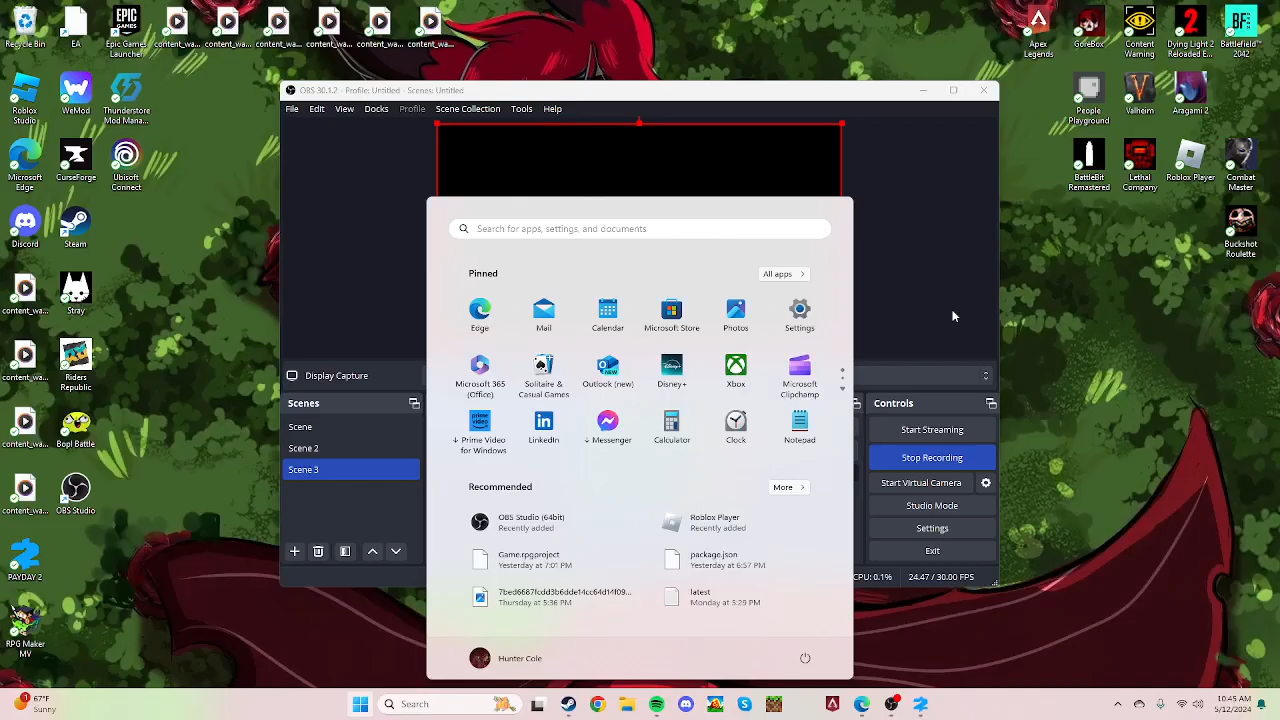 Recycle Bin
EA
Epic Games
Launcher
EPIC
GAMES
content_wa...
content_wa...
content_wa...
content_wa...
content_wa...
content_wa...
Apex
Legends
GoreBox
Content
Warning
2
Dying Light 2
Reloaded E...
BF
Battlefield™
2042
Roblox
Studio
WeMod
Thunderstore
Mod Mana...
People
Playground
Valheim
Aragami 2
Microsoft
Edge
CurseForge
Ubisoft
Connect
BattleBit
Remastered
Lethal
Company
Roblox Player
Combat
Master
Discord
Steam
Buckshot
Roulette
content_wa...
Stray
content_wa...
Riders
Republic
content_wa...
Bopl Battle
content_wa...
OBS Studio
PAYDAY 2
RPG Maker
MV
OBS 30.1.2 - Profile: Untitled - Scenes: Untitled
File Edit View Docks Profile Scene Collection Tools Help
Display Capture
Scenes
Scene
Scene 2
Scene 3
Controls
Start Streaming
Stop Recording
Start Virtual Camera
Studio Mode
Settings
Exit
CPU: 0.1% 24.47 / 30.00 FPS
Search for apps, settings, and documents
Pinned
All apps
Edge
Mail
Calendar
Microsoft Store
Photos
Settings
Microsoft 365
(Office)
Solitaire &
Casual Games
Outlook (new)
Disney+
Xbox
Microsoft
Clipchamp
Prime Video
for Windows
LinkedIn
Messenger
Calculator
Clock
Notepad
Recommended
More
OBS Studio (64bit)
Recently added
Roblox Player
Recently added
Game.rpgproject
Yesterday at 7:01 PM
package.json
Yesterday at 6:57 PM
7bed6687fcdd3b6dde14cc64d14f09...
Thursday at 5:36 PM
latest
Monday at 3:29 PM
Hunter Cole
67°F
Sunny
Search
10:45 AM
5/12/2024